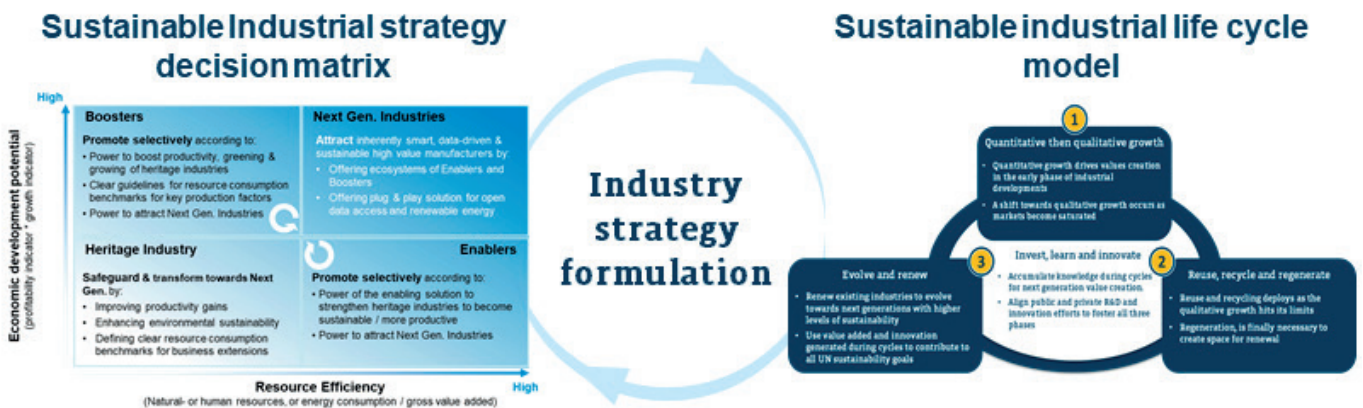 Sustainable Industrial strategy
decision matrix
High
Economic development potential
(profitability indicator * growth indicator)
Boosters
Promote selectively according to:
• Power to boost productivity, greening &
growing of heritage industries
• Clear guidelines for resource consumption
benchmarks for key production factors
• Power to attract Next Gen. Industries
Next Gen. Industries
Attract inherently smart, data-driven
& sustainable high value manufacturers by:
• Offering ecosystems of Enablers and
Boosters
• Offering plug & play solution for open
data access and renewable energy
Heritage Industry
Safeguard & transform towards Next
Gen. by:
• Improving productivity gains
• Enhancing environmental sustainability
• Defining clear resource consumption
benchmarks for business extensions
Enablers
Promote selectively according to:
• Power of the enabling solution to
strengthen heritage industries to become
sustainable / more productive
• Power to attract Next Gen. Industries
Resource Efficiency
High
(Natural- or human resources, or energy consumption / gross value added)
Industry
strategy
formulation
Sustainable industrial life cycle
model
1
Quantitative then qualitative growth
• Quantitative growth drives values creation
in the early phase of industrial
developments
• A shift towards qualitative growth occurs as
markets become saturated
3
Evolve and renew
• Renew existing industries to evolve
towards next generations with higher
levels of sustainability
• Use value added and innovation
generated during cycles to contribute to
all UN sustainability goals
Invest, learn and innovate
• Accumulate knowledge during cycles
for next generation value creation.
• Align public and private R&D and
innovation efforts to foster all three
phases
2
Reuse, recycle and regenerate
• Reuse and recycling deploys as the
qualitative growth hits its limits
• Regeneration, is finally necessary to
create space for renewal